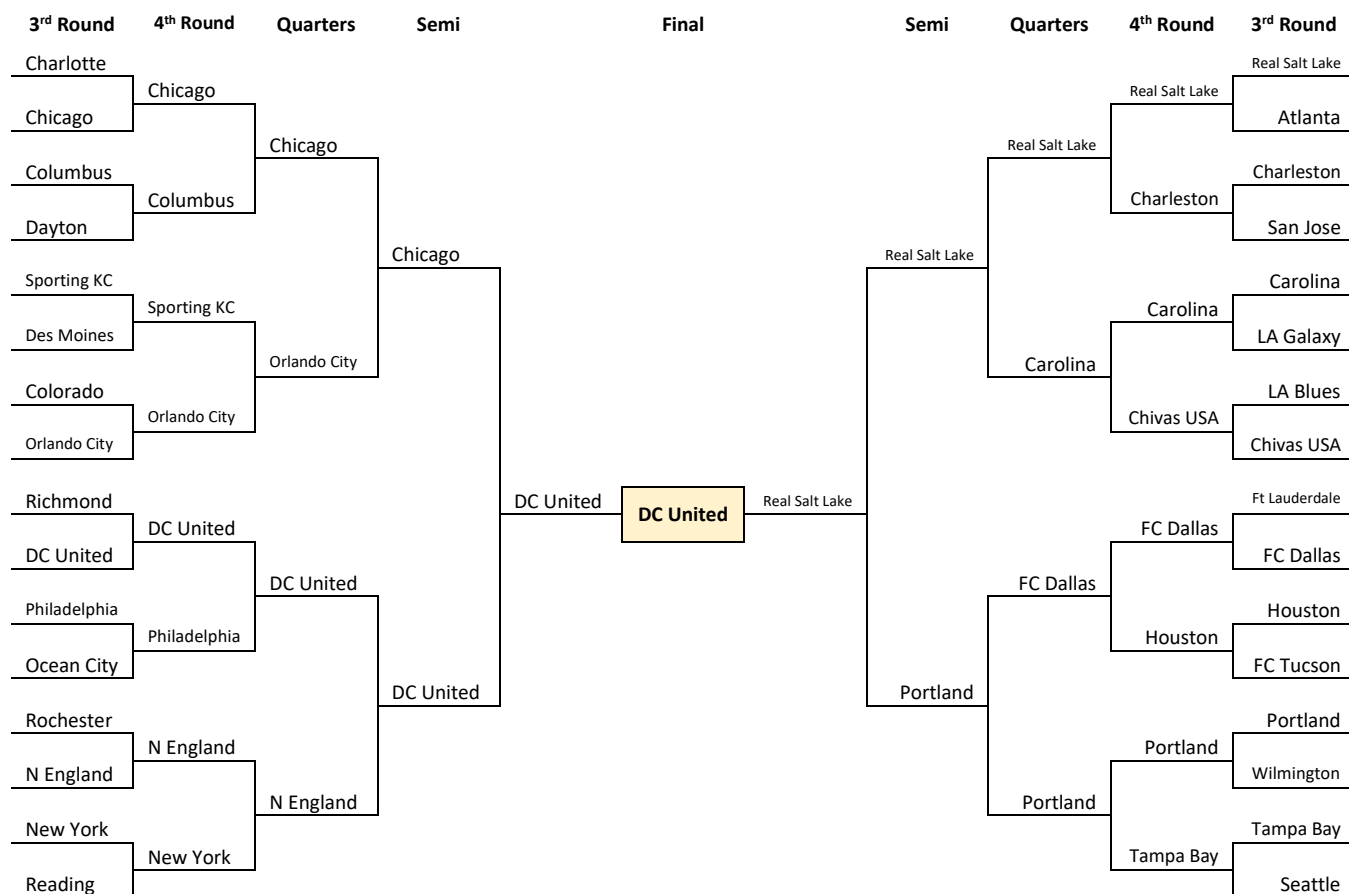 3rd Round 4th Round Quarters Semi Final Semi Quarters 4th Round 3rd Round
Charlotte Real Salt Lake
Chicago Real Salt Lake
Chicago Atlanta
Chicago Real Salt Lake
Columbus Charleston
Columbus Charleston
Dayton San Jose
Chicago Real Salt Lake
Sporting KC Carolina
Sporting KC Carolina
Des Moines LA Galaxy
Orlando City Carolina
Colorado LA Blues
Orlando City Chivas USA
Orlando City Chivas USA
Richmond DC United Real Salt Lake Ft Lauderdale
DC United
DC United FC Dallas
DC United FC Dallas
DC United FC Dallas
Philadelphia Houston
Philadelphia Houston
Ocean City FC Tucson
DC United Portland
Rochester Portland
N England Portland
N England Wilmington
N England Portland
New York Tampa Bay
New York Tampa Bay
Reading Seattle